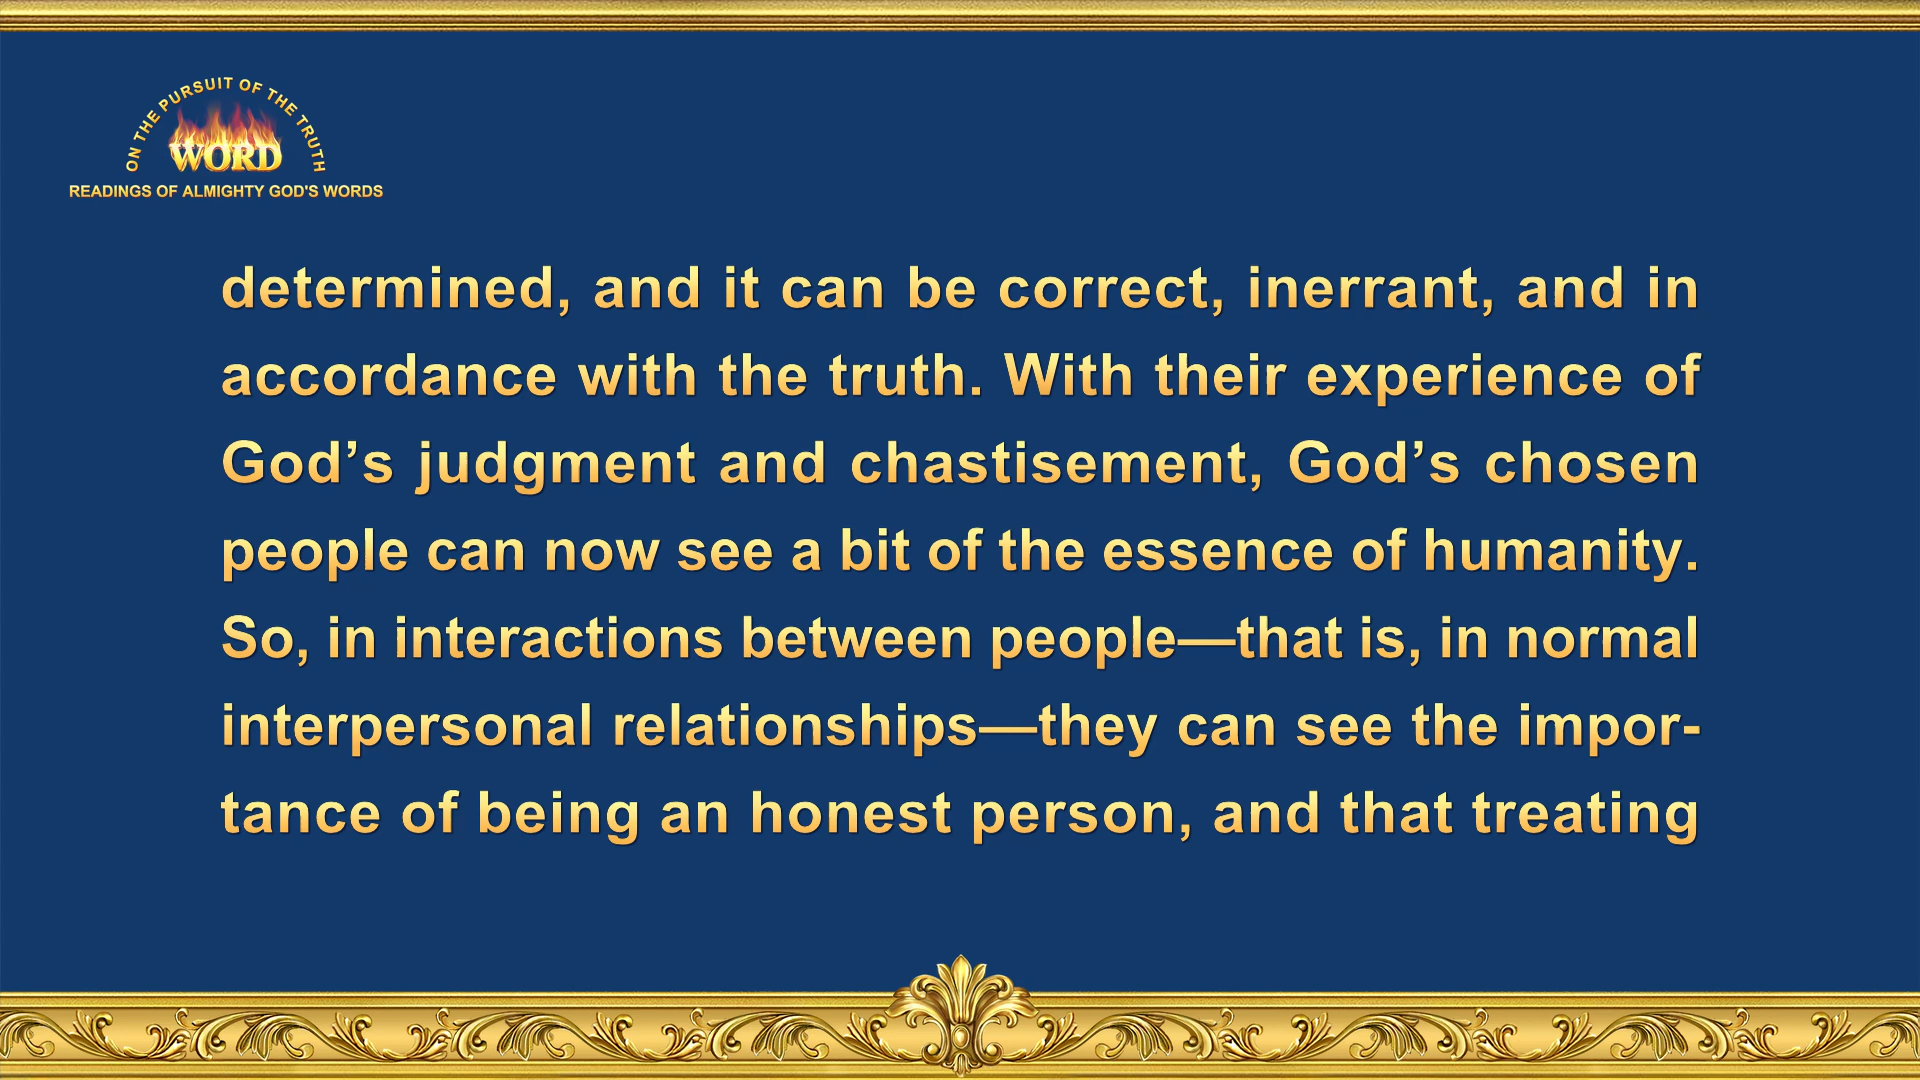 ON THE PURSUIT OF THE TRUTH
WORD
READINGS OF ALMIGHTY GOD'S WORDS
determined, and it can be correct, inerrant, and in
accordance with the truth. With their experience of
God’s judgment and chastisement, God’s chosen
people can now see a bit of the essence of humanity.
So, in interactions between people—that is, in normal
interpersonal relationships—they can see the impor-
tance of being an honest person, and that treating